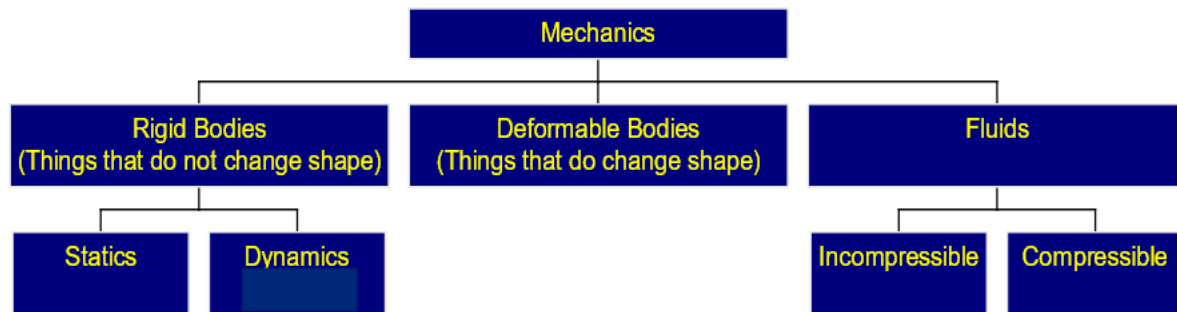 Mechanics
Rigid Bodies
(Things that do not change shape)
Deformable Bodies
(Things that do change shape)
Fluids
Statics
Dynamics
Incompressible
Compressible